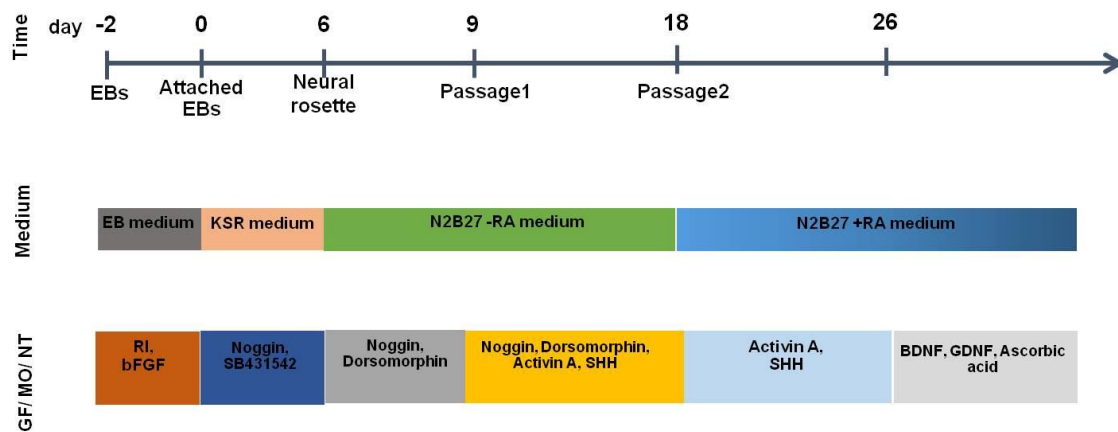 Time
day -2 0 6 9 18 26
EBs
Attached
EBs
Neural
rosette
Passage1
Passage2
Medium
EB medium
KSR medium
N2B27 -RA medium
N2B27 +RA medium
GF/ MO/ NT
RI,
bFGF
Noggin,
SB431542
Noggin,
Dorsomorphin
Noggin, Dorsomorphin,
Activin A, SHH
Activin A,
SHH
BDNF, GDNF, Ascorbic
acid